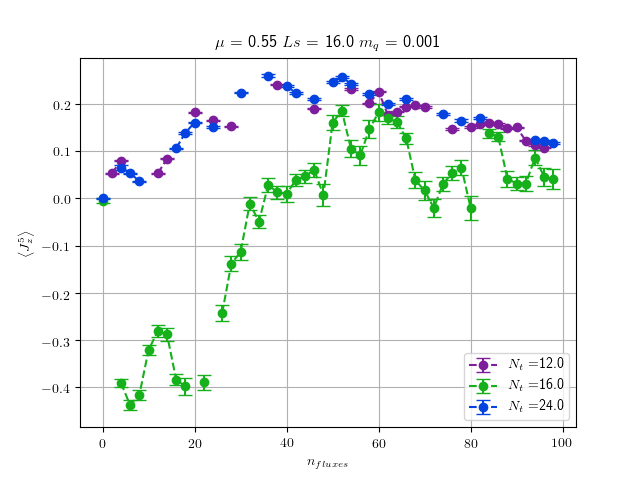 μ = 0.55 Ls = 16.0 m_q = 0.001
⟨J_z^5⟩
0.2
0.1
0.0
−0.1
−0.2
−0.3
−0.4
0 20 40 60 80 100
n_fluxes
N_t =12.0
N_t =16.0
N_t =24.0